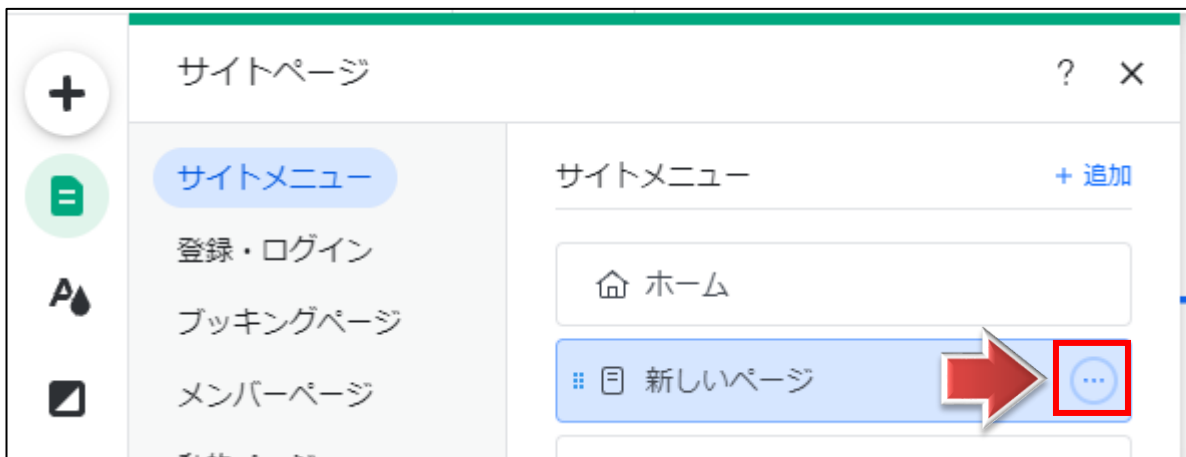 サイトページ
?
サイトメニュー
登録・ログイン
ブッキングページ
メンバーページ
サイトメニュー
+ 追加
ホーム
新しいページ